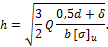 h = √(3/2 Q (0,5d + δ)/(b [σ]ᵤ))